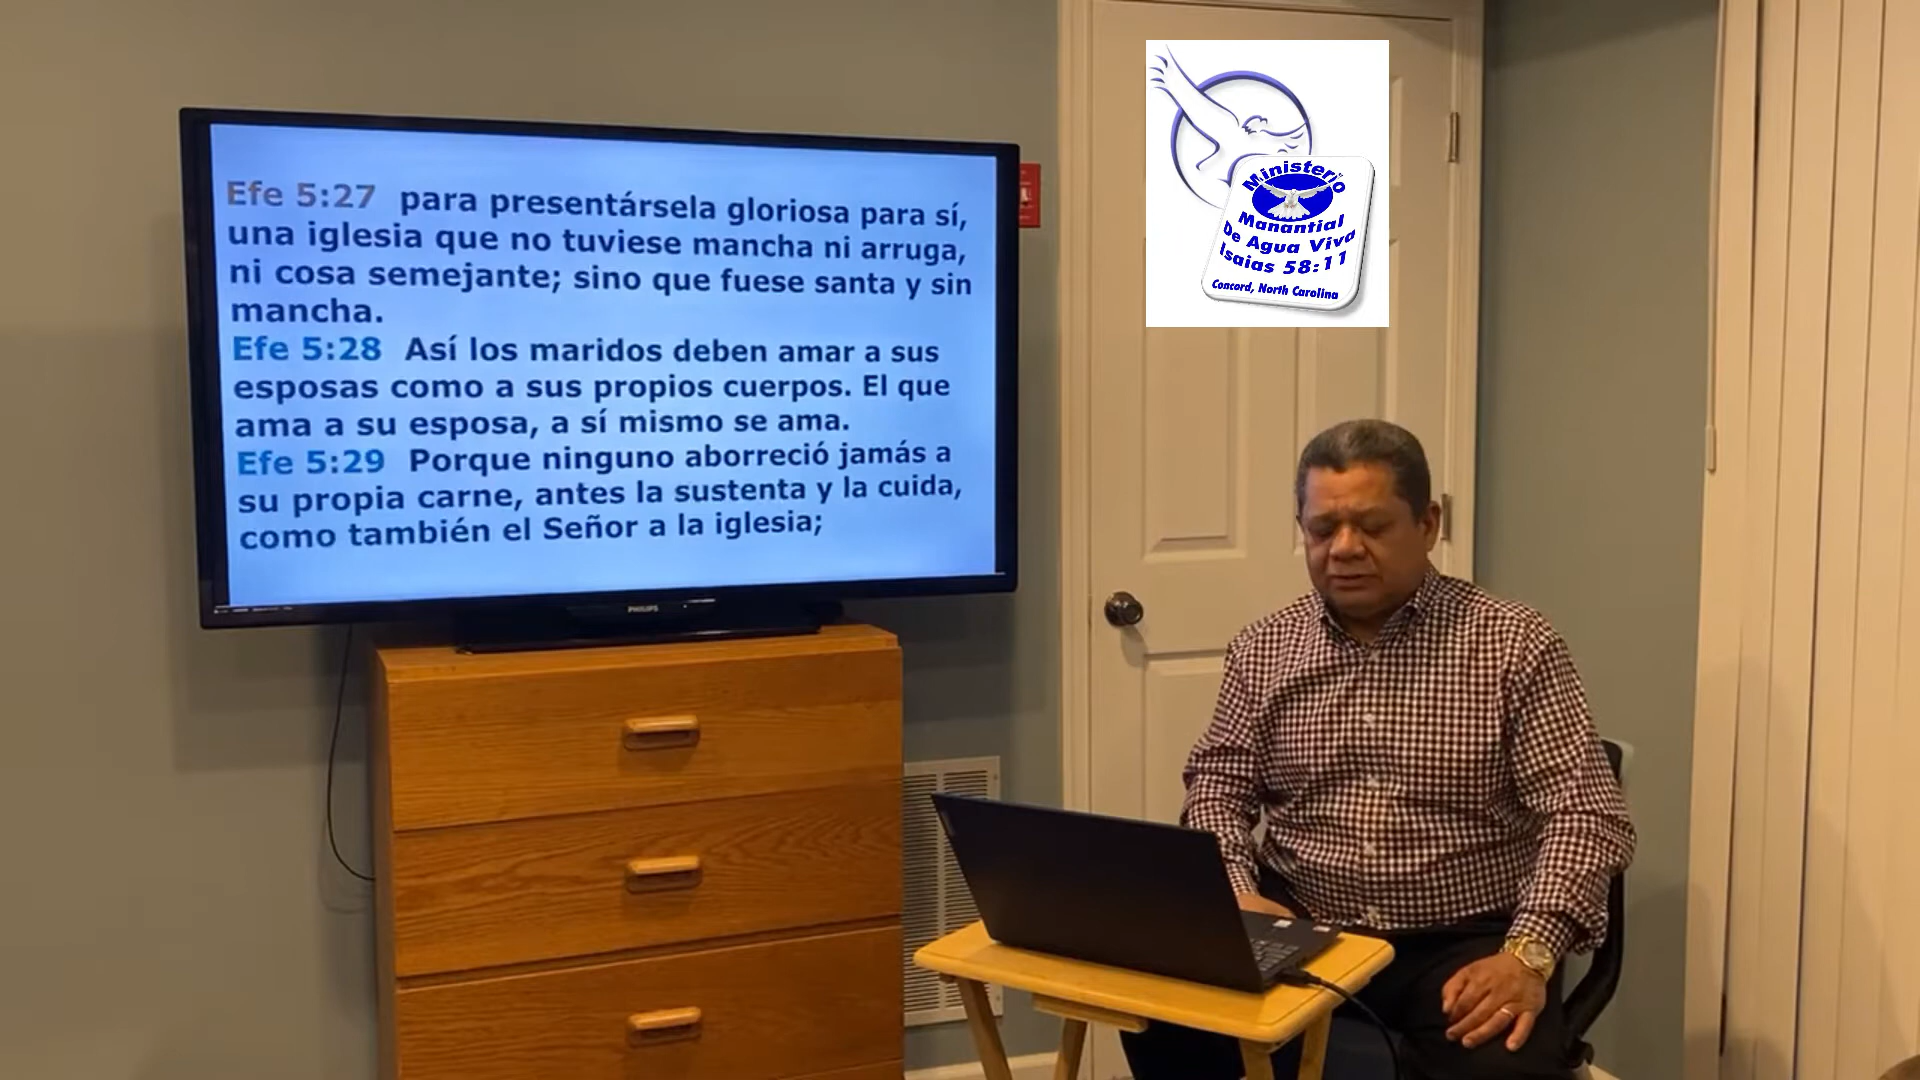 Efe 5:27 para presentársela gloriosa para sí,
una iglesia que no tuviese mancha ni arruga,
ni cosa semejante; sino que fuese santa y sin
mancha.
Efe 5:28 Así los maridos deben amar a sus
esposas como a sus propios cuerpos. El que
ama a su esposa, a sí mismo se ama.
Efe 5:29 Porque ninguno aborreció jamás a
su propia carne, antes la sustenta y la cuida,
como también el Señor a la iglesia;
PHILIPS
Ministerio
Manantial
De Agua Viva
Isaias 58:11
Concord, North Carolina